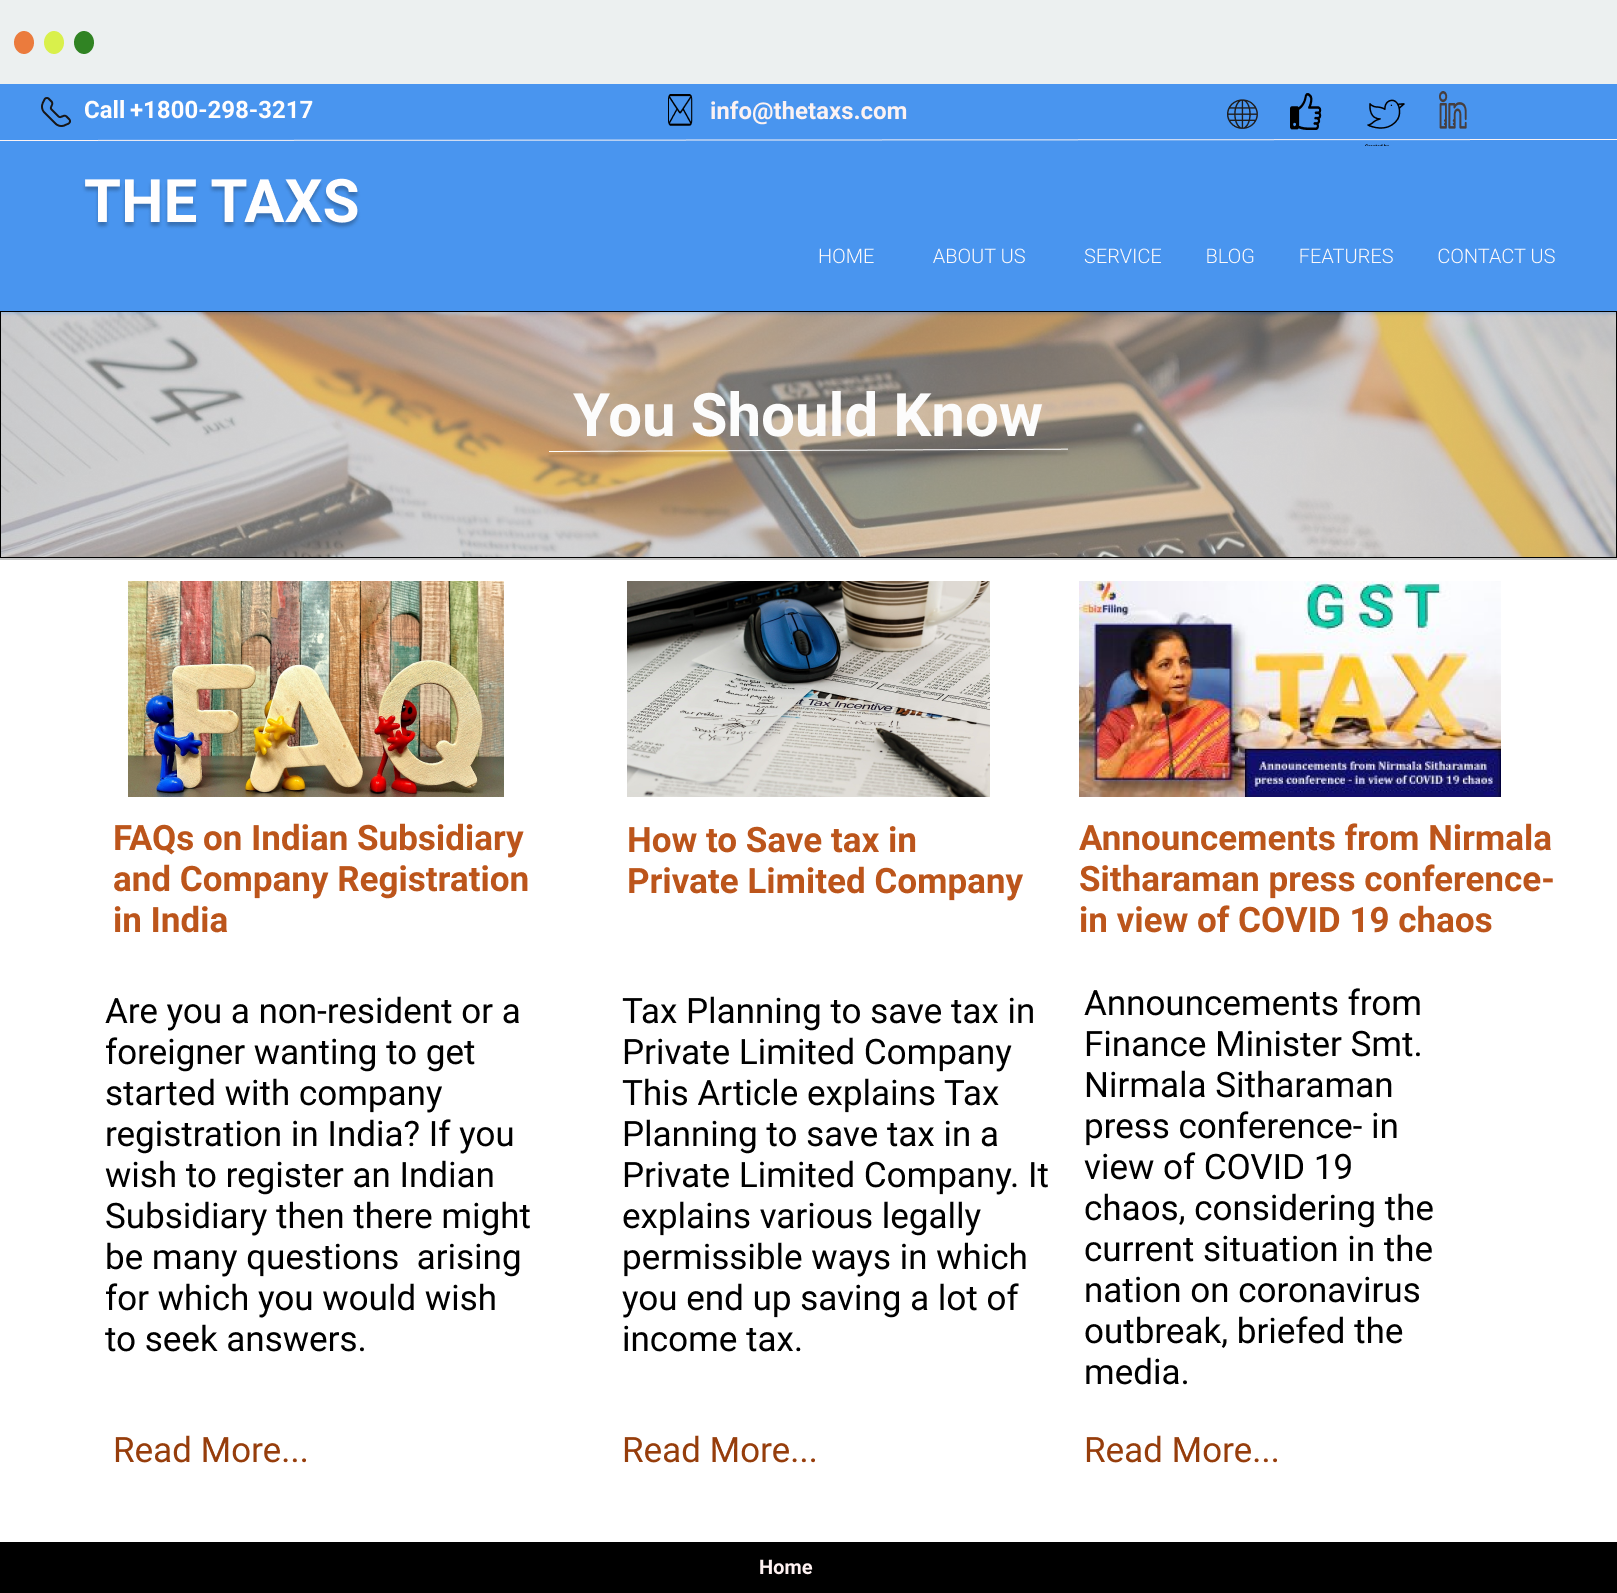 Call +1800-298-3217
info@thetaxs.com
in
THE TAXS
HOME ABOUT US SERVICE BLOG FEATURES CONTACT US
24
JULY
STEVE
HEWLETT
You Should Know
FAQ
Tax Incentive
EbizFiling
GST
TAX
Announcements from Nirmala Sitharaman
press conference - in view of COVID 19 chaos
FAQs on Indian Subsidiary
and Company Registration
in India
How to Save tax in
Private Limited Company
Announcements from Nirmala
Sitharaman press conference-
in view of COVID 19 chaos
Are you a non-resident or a
foreigner wanting to get
started with company
registration in India? If you
wish to register an Indian
Subsidiary then there might
be many questions  arising
for which you would wish
to seek answers.
Tax Planning to save tax in
Private Limited Company
This Article explains Tax
Planning to save tax in a
Private Limited Company. It
explains various legally
permissible ways in which
you end up saving a lot of
income tax.
Announcements from
Finance Minister Smt.
Nirmala Sitharaman
press conference- in
view of COVID 19
chaos, considering the
current situation in the
nation on coronavirus
outbreak, briefed the
media.
Read More...
Read More...
Read More...
Home